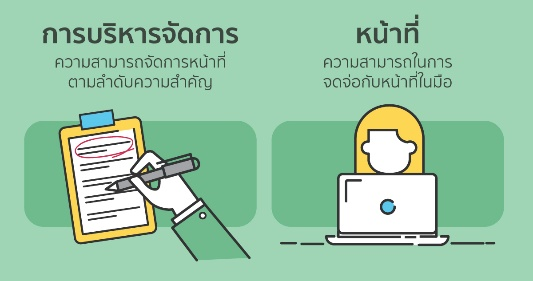 การบริหารจัดการ
ความสามารถจัดการหน้าที่
ตามลำดับความสำคัญ
หน้าที่
ความสามารถในการ
จดจ่อกับหน้าที่ในมือ